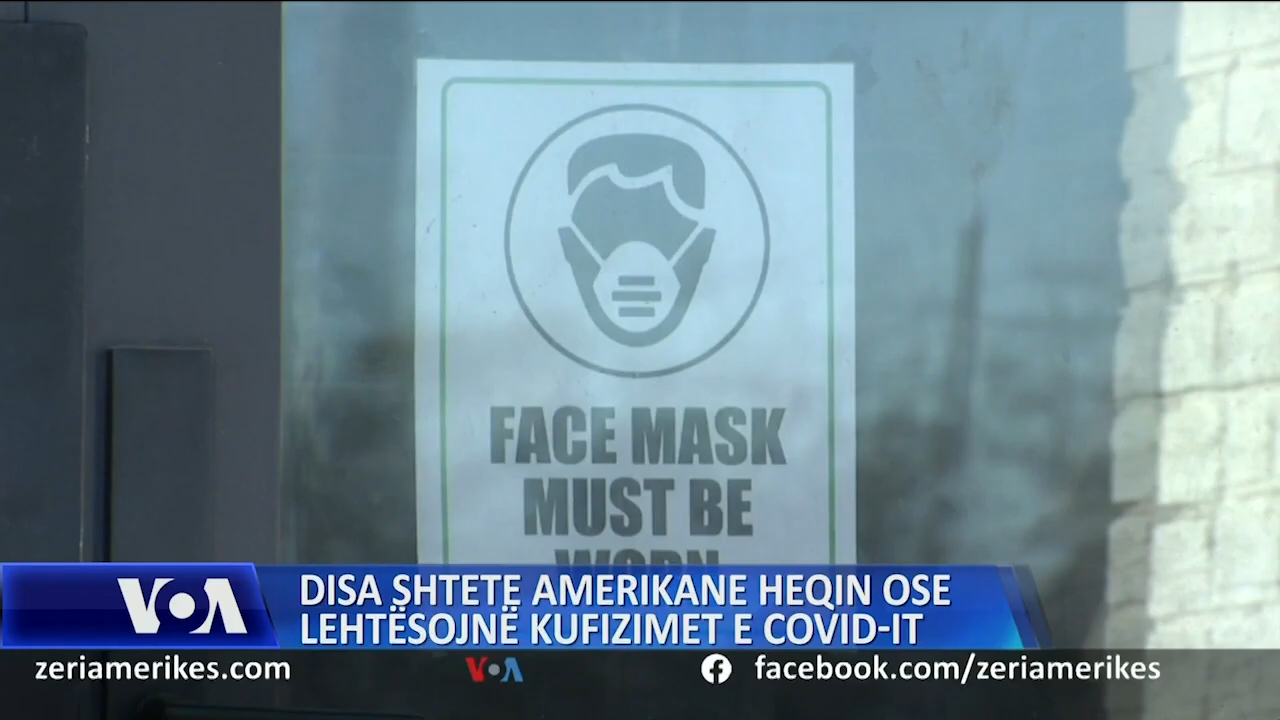 FACE MASK
MUST BE
WORN
VOA
DISA SHTETE AMERIKANE HEQIN OSE
LEHTËSOJNË KUFIZIMET E COVID-IT
zeriamerikes.com
VOA
facebook.com/zeriamerikes